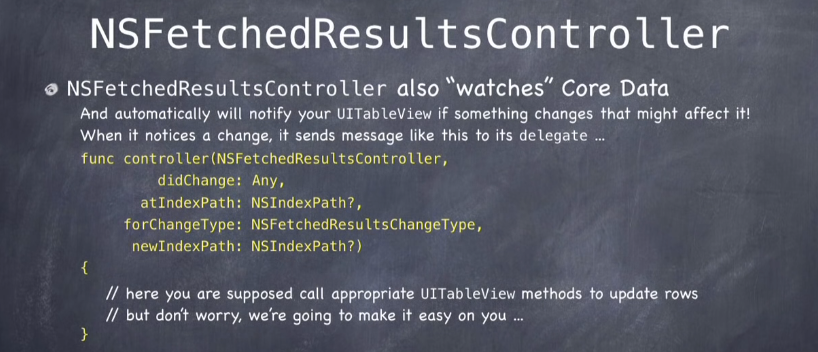 NSFetchedResultsController
NSFetchedResultsController also “watches” Core Data
And automatically will notify your UITableView if something changes that might affect it!
When it notices a change, it sends message like this to its delegate ...
func controller(NSFetchedResultsController,
didChange: Any,
atIndexPath: NSIndexPath?,
forChangeType: NSFetchedResultsChangeType,
newIndexPath: NSIndexPath?)
{
// here you are supposed call appropriate UITableView methods to update rows
// but don’t worry, we’re going to make it easy on you ...
}